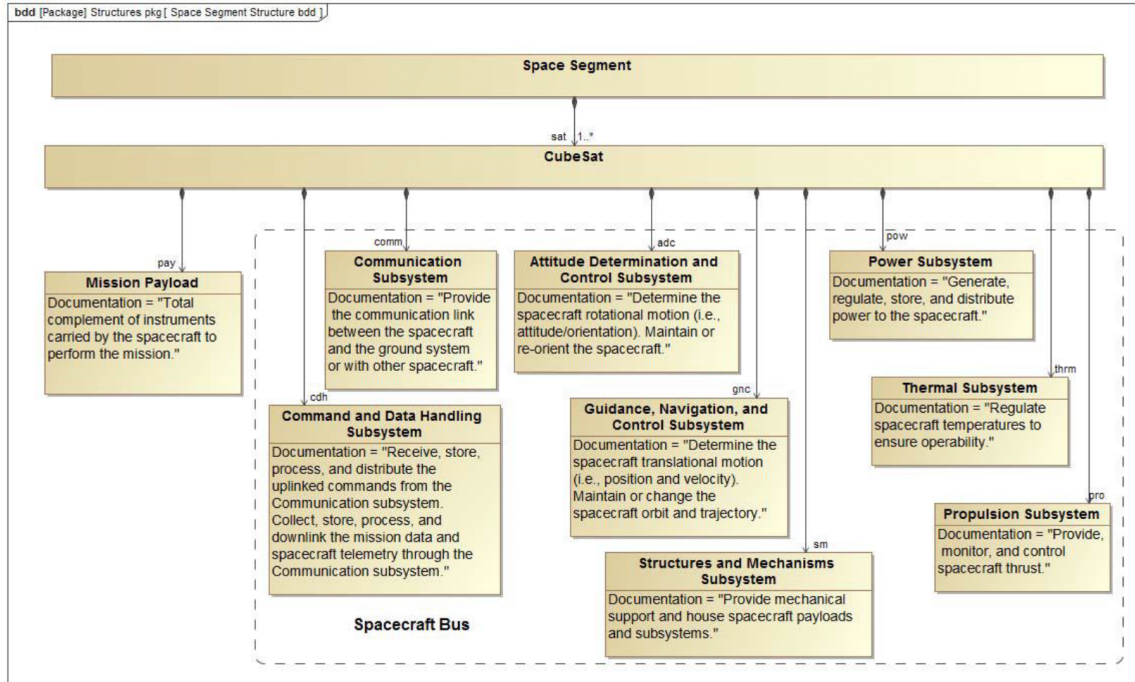 bdd [Package] Structures pkg [ Space Segment Structure bdd ]
Space Segment
sat 1..*
CubeSat
pay
Mission Payload
Documentation = "Total
complement of instruments
carried by the spacecraft to
perform the mission."
comm
Communication
Subsystem
Documentation = "Provide
the communication link
between the spacecraft
and the ground system
or with other spacecraft."
adc
Attitude Determination and
Control Subsystem
Documentation = "Determine the
spacecraft rotational motion (i.e.,
attitude/orientation). Maintain or
re-orient the spacecraft."
pow
Power Subsystem
Documentation = "Generate,
regulate, store, and distribute
power to the spacecraft."
cdh
Command and Data Handling
Subsystem
Documentation = "Receive, store,
process, and distribute the
uplinked commands from the
Communication subsystem.
Collect, store, process, and
downlink the mission data and
spacecraft telemetry through the
Communication subsystem."
gnc
Guidance, Navigation, and
Control Subsystem
Documentation = "Determine the
spacecraft translational motion
(i.e., position and velocity).
Maintain or change the
spacecraft orbit and trajectory."
thrm
Thermal Subsystem
Documentation = "Regulate
spacecraft temperatures to
ensure operability."
pro
Propulsion Subsystem
Documentation = "Provide,
monitor, and control
spacecraft thrust."
sm
Structures and Mechanisms
Subsystem
Documentation = "Provide mechanical
support and house spacecraft payloads
and subsystems."
Spacecraft Bus